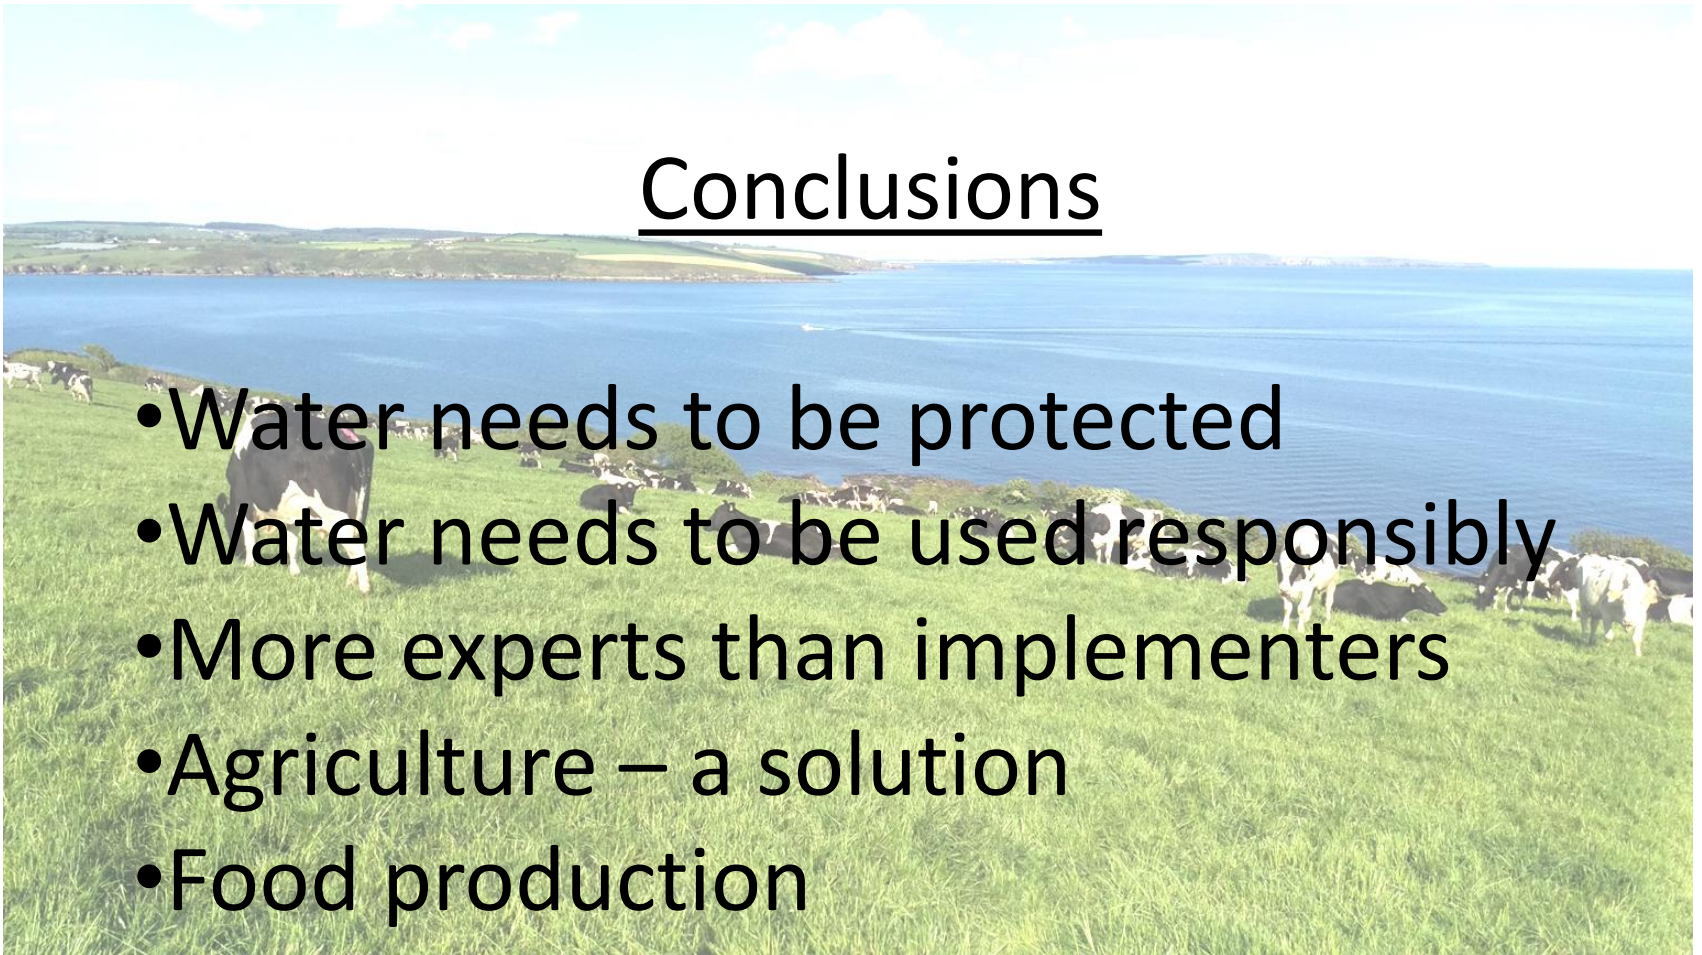 Conclusions
•Water needs to be protected
•Water needs to be used responsibly
•More experts than implementers
•Agriculture – a solution
•Food production